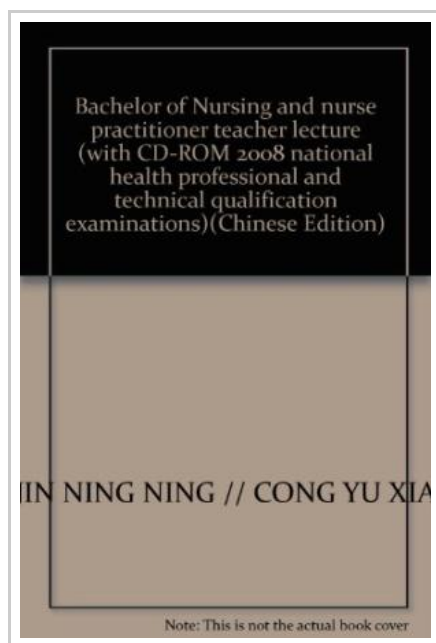 Bachelor of Nursing and nurse
practitioner teacher lecture
(with CD-ROM 2008 national
health professional and
technical qualification
examinations)(Chinese Edition)
NING NING // CONG YU
Note: This is not the actual book cover